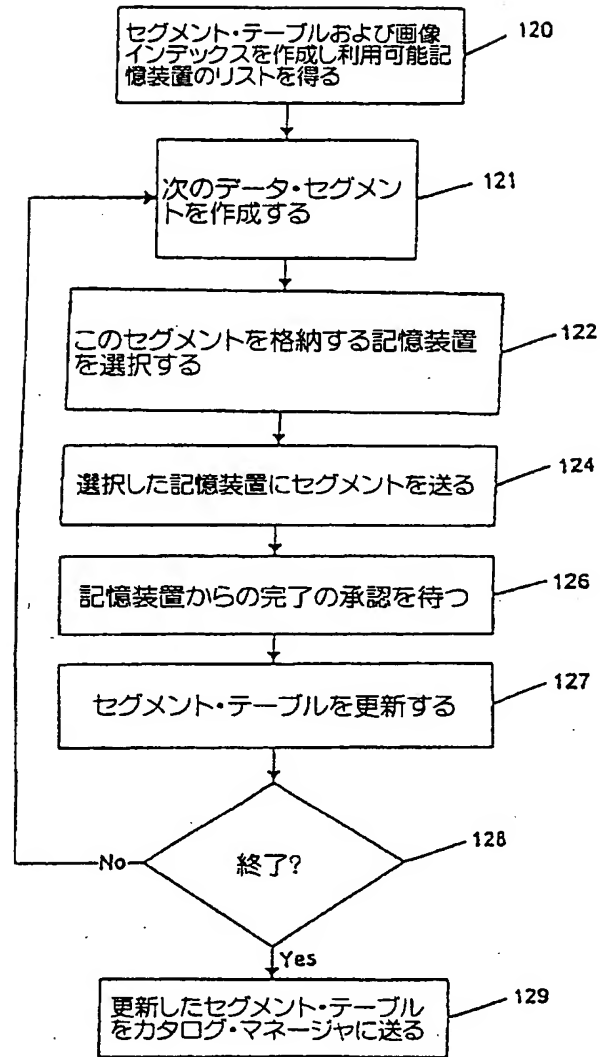 セグメント・テーブルおよび画像
インデックスを作成し利用可能記
憶装置のリストを得る
120
次のデータ・セグメン
トを作成する
121
このセグメントを格納する記憶装置
を選択する
122
選択した記憶装置にセグメントを送る
124
記憶装置からの完了の承認を待つ
126
セグメント・テーブルを更新する
127
終了?
128
No
Yes
更新したセグメント・テーブル
をカタログ・マネージャに送る
129